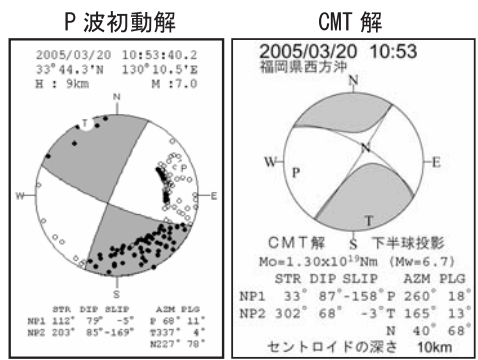 P 波初動解
CMT 解
2005/03/20 10:53:40.2
33°44.3'N 130°10.5'E
H : 9km M :7.0
N
T
P
W
E
S
STR DIP SLIP AZM PLG
NP1 112° 79° -5° P 68° 11°
NP2 203° 85°-169° T337° 4°
N227° 78°
2005/03/20 10:53
福岡県西方沖
N
N
W
E
P
T
CMT解 S 下半球投影
Mo=1.30x10¹⁹Nm (Mw=6.7)
STR DIP SLIP AZM PLG
NP1 33° 87°-158° P 260° 18°
NP2 302° 68° -3° T 165° 13°
N 40° 68°
セントロイドの深さ 10km